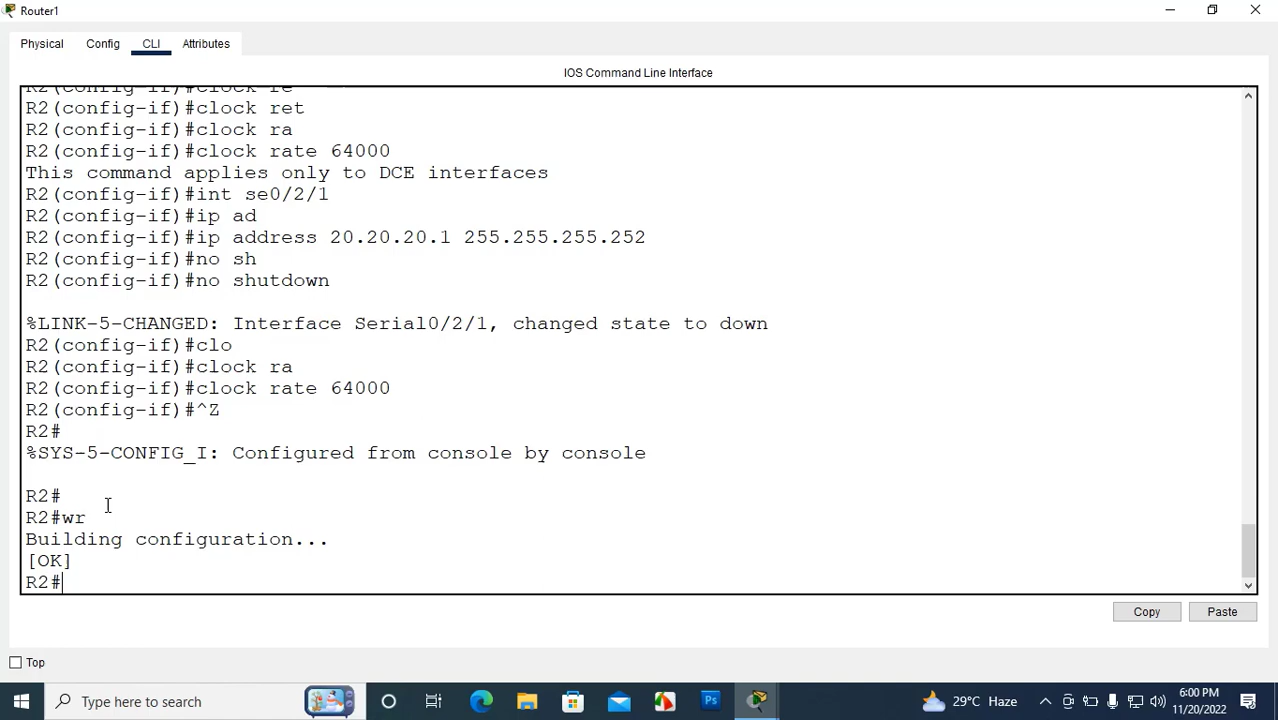 Router1
Physical Config CLI Attributes
IOS Command Line Interface
R2(config-if)#clock re
R2(config-if)#clock ret
R2(config-if)#clock ra
R2(config-if)#clock rate 64000
This command applies only to DCE interfaces
R2(config-if)#int se0/2/1
R2(config-if)#ip ad
R2(config-if)#ip address 20.20.20.1 255.255.255.252
R2(config-if)#no sh
R2(config-if)#no shutdown
%LINK-5-CHANGED: Interface Serial0/2/1, changed state to down
R2(config-if)#clo
R2(config-if)#clock ra
R2(config-if)#clock rate 64000
R2(config-if)#^Z
R2#
%SYS-5-CONFIG_I: Configured from console by console
R2#
R2#wr
Building configuration...
[OK]
R2#
Copy Paste
Top
Type here to search
Ps
29°C Haze
6:00 PM
11/20/2022